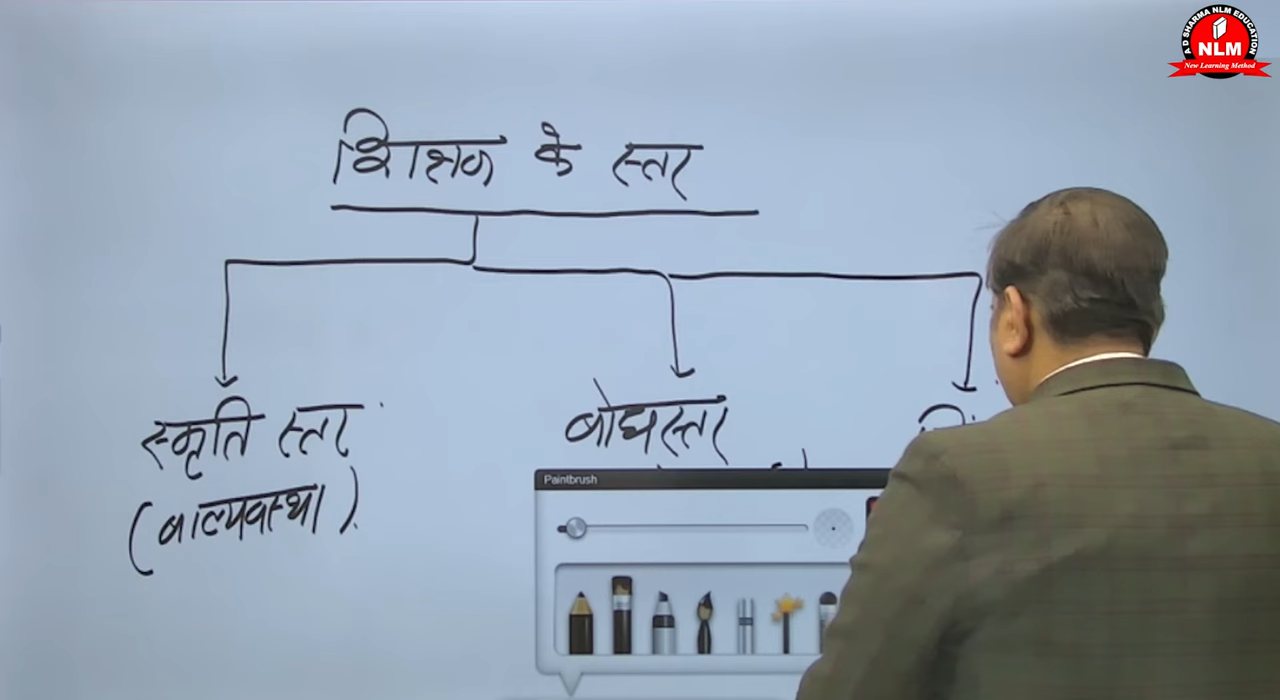 A D SHARMA NLM EDUCATION
NLM
New Learning Method
शिक्षण के स्तर
स्मृति स्तर
बोधस्तर
(बाल्यवस्था)
Paintbrush